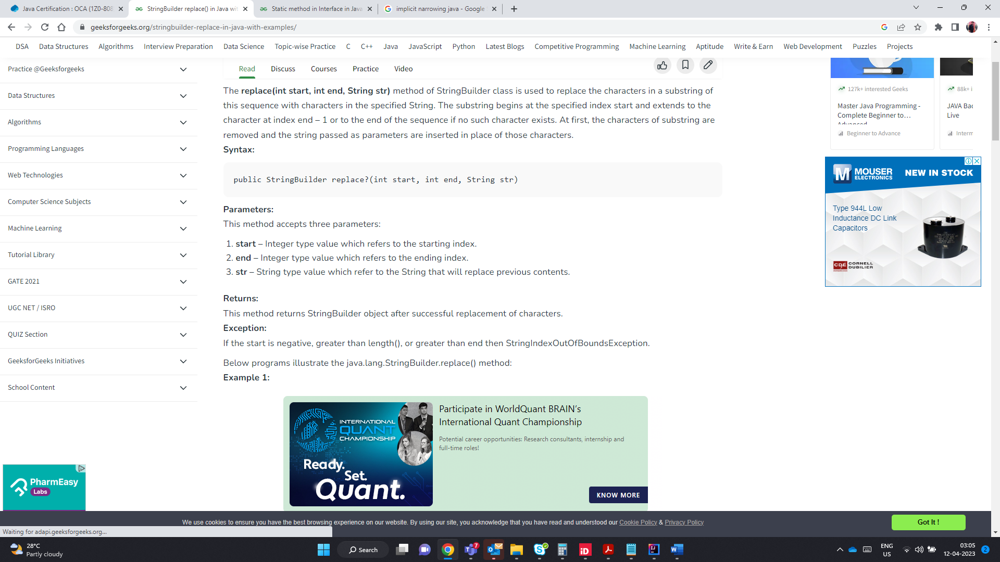 Java Certification : OCA (1Z0-808
StringBuilder replace() in Java wit
Static method in Interface in Java
implicit narrowing java - Google
geeksforgeeks.org/stringbuilder-replace-in-java-with-examples/
DSA Data Structures Algorithms Interview Preparation Data Science Topic-wise Practice C C++ Java JavaScript Python Latest Blogs Competitive Programming Machine Learning Aptitude Write & Earn Web Development Puzzles Projects
Practice @Geeksforgeeks
Data Structures
Algorithms
Programming Languages
Web Technologies
Computer Science Subjects
Machine Learning
Tutorial Library
GATE 2021
UGC NET / ISRO
QUIZ Section
GeeksforGeeks Initiatives
School Content
PharmEasy
Labs
Read Discuss Courses Practice Video
The replace(int start, int end, String str) method of StringBuilder class is used to replace the characters in a substring of
this sequence with characters in the specified String. The substring begins at the specified index start and extends to the
character at index end – 1 or to the end of the sequence if no such character exists. At first, the characters of substring are
removed and the string passed as parameters are inserted in place of those characters.
Syntax:
public StringBuilder replace?(int start, int end, String str)
Parameters:
This method accepts three parameters:
1. start – Integer type value which refers to the starting index.
2. end – Integer type value which refers to the ending index.
3. str – String type value which refer to the String that will replace previous contents.
Returns:
This method returns StringBuilder object after successful replacement of characters.
Exception:
If the start is negative, greater than length(), or greater than end then StringIndexOutOfBoundsException.
Below programs illustrate the java.lang.StringBuilder.replace() method:
Example 1:
INTERNATIONAL
QUANT
CHAMPIONSHIP
Ready.
Set.
Quant.
Participate in WorldQuant BRAIN's
International Quant Championship
Potential career opportunities: Research consultants, internship and
full-time roles!
KNOW MORE
127k+ interested Geeks
Master Java Programming -
Complete Beginner to...
Advanced
Beginner to Advance
88k+ i
JAVA Bac
Live
Interm
M MOUSER
ELECTRONICS
NEW IN STOCK
Type 944L Low
Inductance DC Link
Capacitors
CDE CORNELL
DUBILIER
We use cookies to ensure you have the best browsing experience on our website. By using our site, you acknowledge that you have read and understood our Cookie Policy & Privacy Policy
Got It !
Waiting for adapi.geeksforgeeks.org...
28°C
Partly cloudy
Search
7
iD
IJ
W
ENG
US
03:05
12-04-2023
2